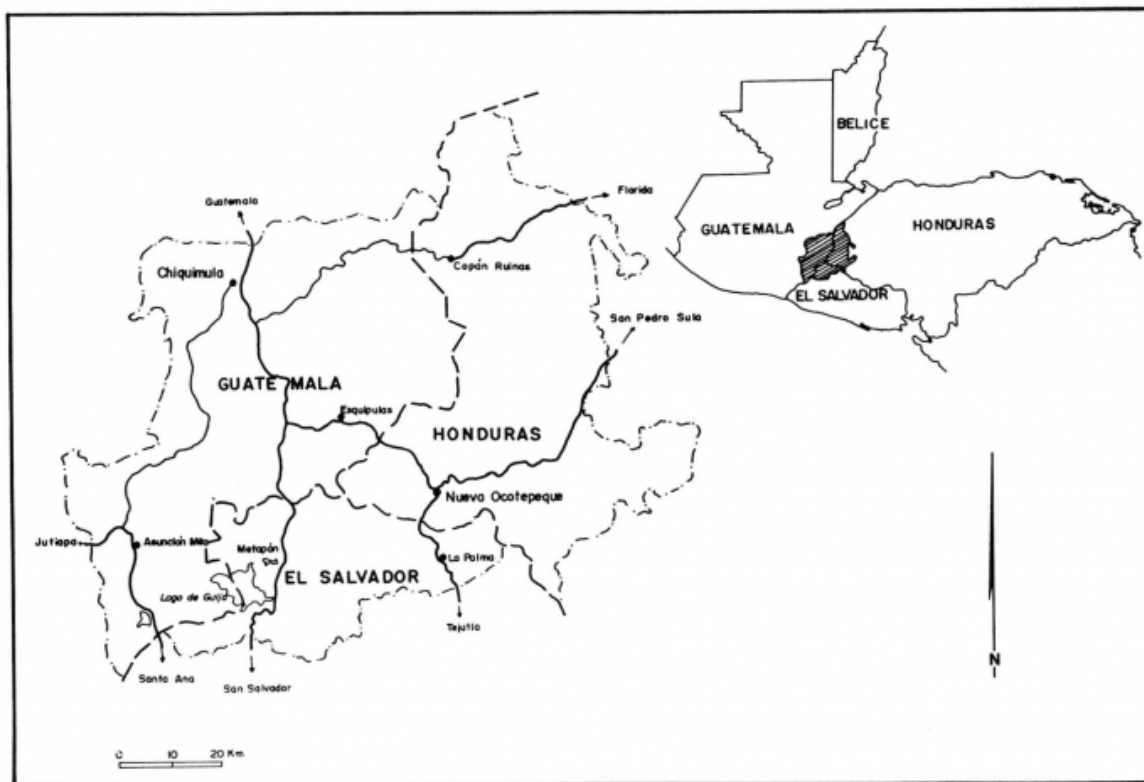 BELICE
Florida
Guatemala
GUATEMALA
HONDURAS
Copán Ruinas
Chiquimula
EL SALVADOR
San Pedro Sula
GUATEMALA
Esquipulas
HONDURAS
Nueva Ocotepeque
Jutiapa
Asunción Mita
Metapán
La Palma
EL SALVADOR
Lago de Guija
Tejutla
Santa Ana
San Salvador
N
0 10 20 Km